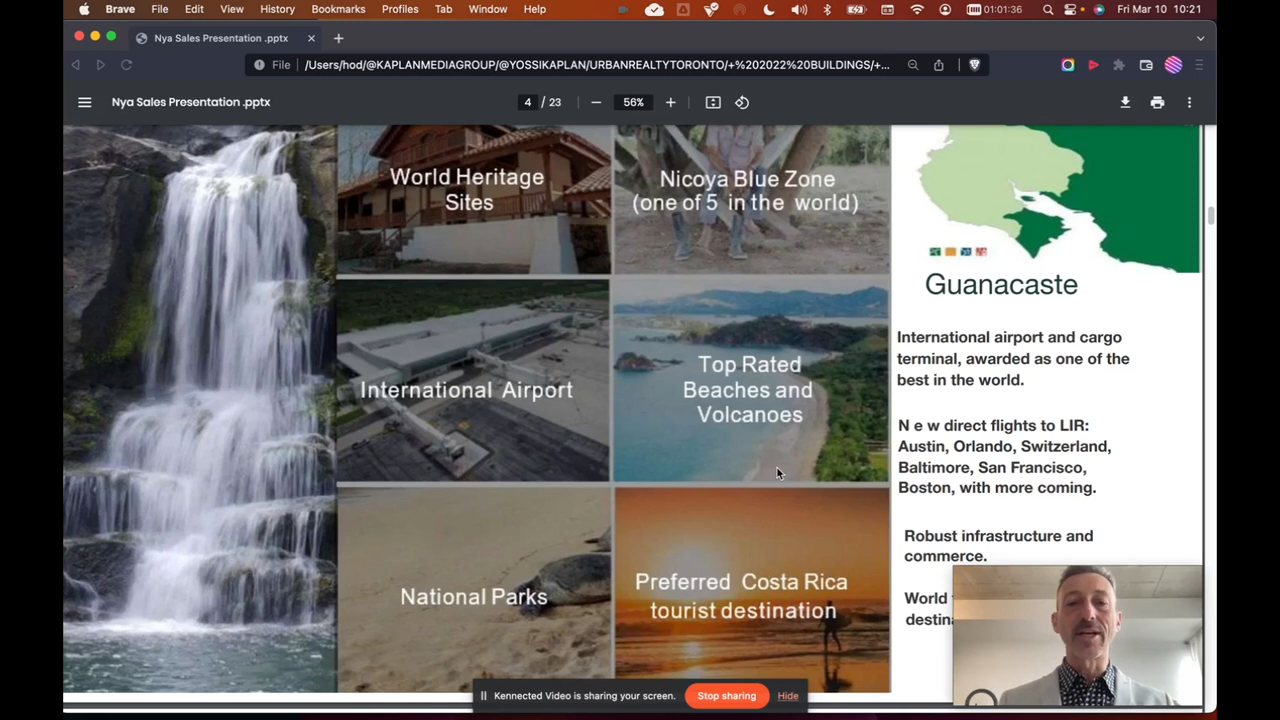 Brave File Edit View History Bookmarks Profiles Tab Window Help 01:01:36 Fri Mar 10 10:21
Nya Sales Presentation .pptx
File /Users/hod/@KAPLANMEDIAGROUP/@YOSSIKAPLAN/URBANREALTYTORONTO/+%202022%20BUILDINGS/+...
Nya Sales Presentation .pptx 4 / 23 56%
World Heritage
Sites
Nicoya Blue Zone
(one of 5 in the world)
International Airport
Top Rated
Beaches and
Volcanoes
National Parks
Preferred Costa Rica
tourist destination
Guanacaste
International airport and cargo
terminal, awarded as one of the
best in the world.
N e w direct flights to LIR:
Austin, Orlando, Switzerland,
Baltimore, San Francisco,
Boston, with more coming.
Robust infrastructure and
commerce.
World
Kennected Video is sharing your screen. Stop sharing Hide